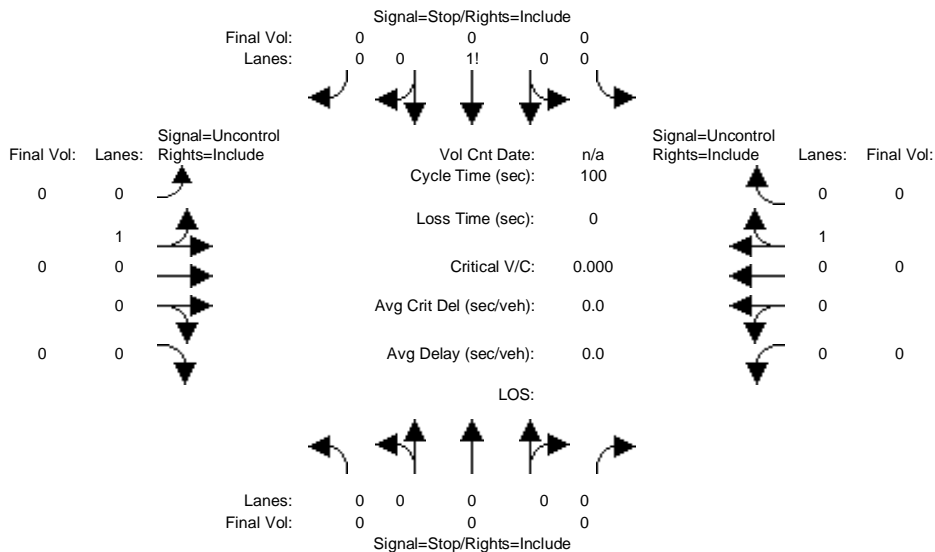 Signal=Stop/Rights=Include
Final Vol: 0 0 0
Lanes: 0 0 1! 0 0
Signal=Uncontrol Signal=Uncontrol
Final Vol: Lanes: Rights=Include Vol Cnt Date: n/a Rights=Include Lanes: Final Vol:
Cycle Time (sec): 100
0 0 0 0
Loss Time (sec): 0
1 1
0 0 Critical V/C: 0.000 0 0
0 Avg Crit Del (sec/veh): 0.0 0
0 0 Avg Delay (sec/veh): 0.0 0 0
LOS:
Lanes: 0 0 0 0 0
Final Vol: 0 0 0
Signal=Stop/Rights=Include